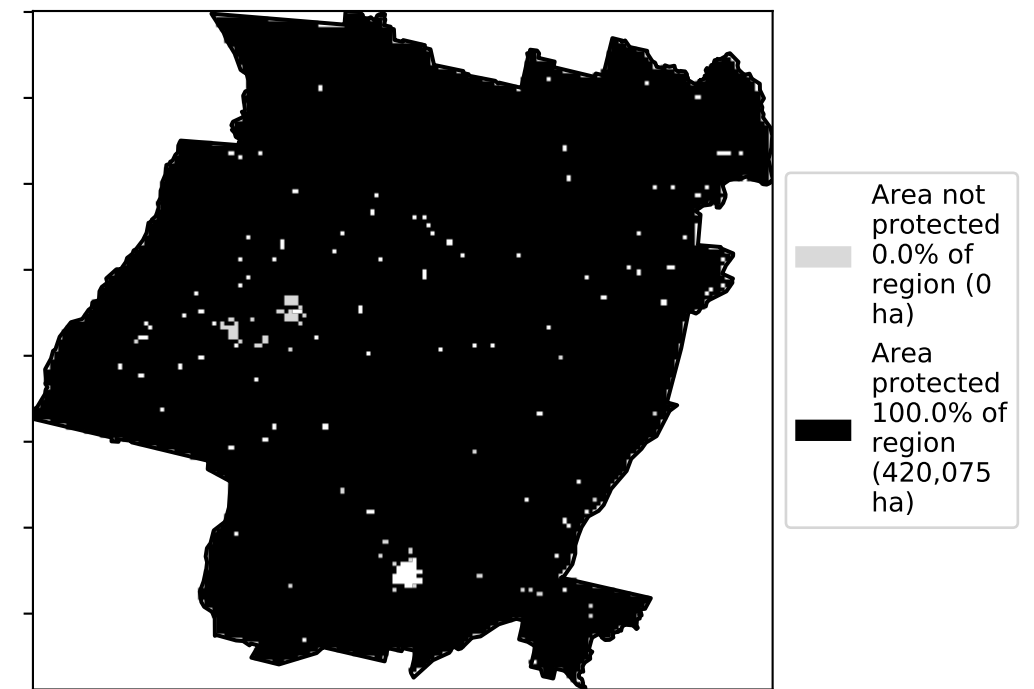 Area not
protected
0.0% of
region (0
ha)
Area
protected
100.0% of
region
(420,075
ha)